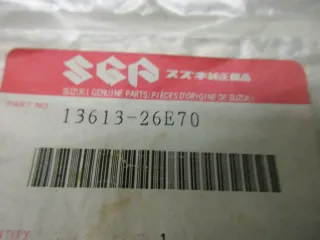 SGP スズキ純正部品
SUZUKI GENUINE PARTS/PIÈCES D'ORIGINE DE SUZUKI
PART NO.
13613-26E70
1